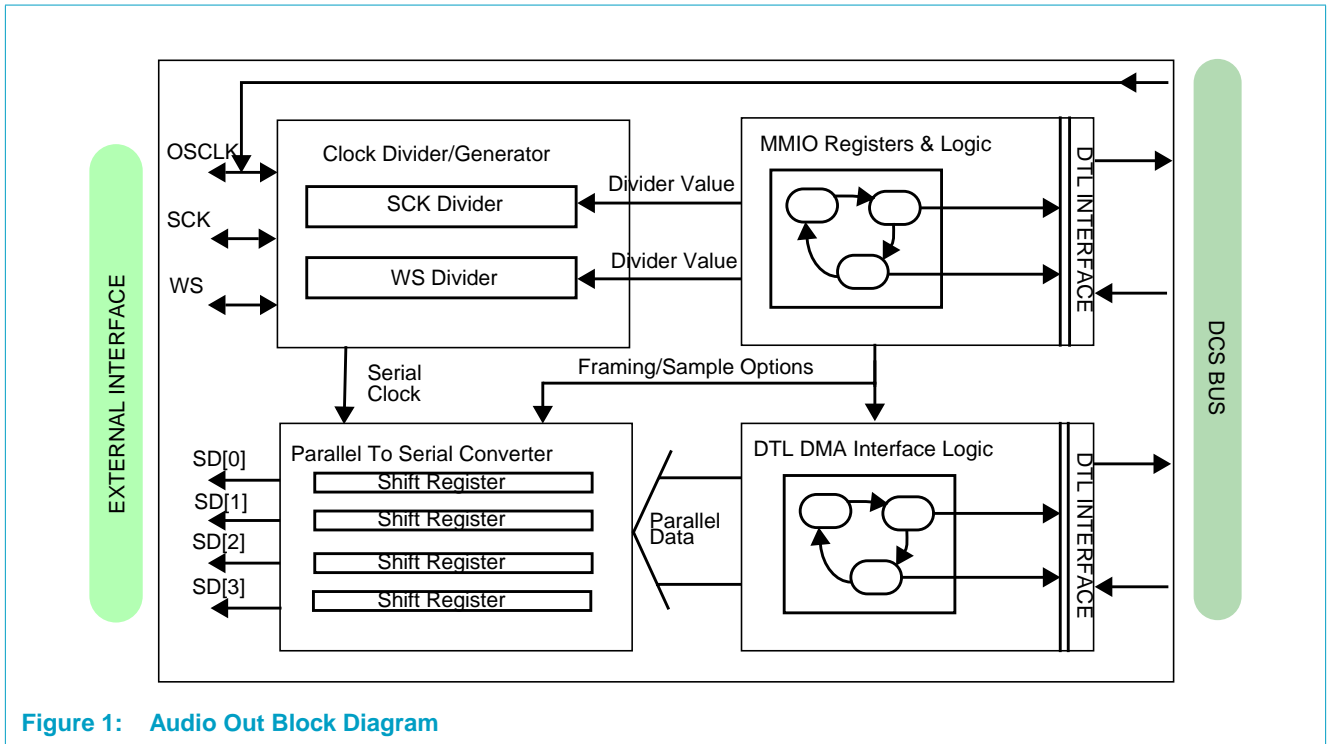 EXTERNAL INTERFACE
OSCLK
SCK
WS
Clock Divider/Generator
SCK Divider
WS Divider
Divider Value
Divider Value
MMIO Registers & Logic
DTL INTERFACE
DCS BUS
Serial
Clock
Framing/Sample Options
SD[0]
SD[1]
SD[2]
SD[3]
Parallel To Serial Converter
Shift Register
Shift Register
Shift Register
Shift Register
Parallel
Data
DTL DMA Interface Logic
DTL INTERFACE
Figure 1: Audio Out Block Diagram